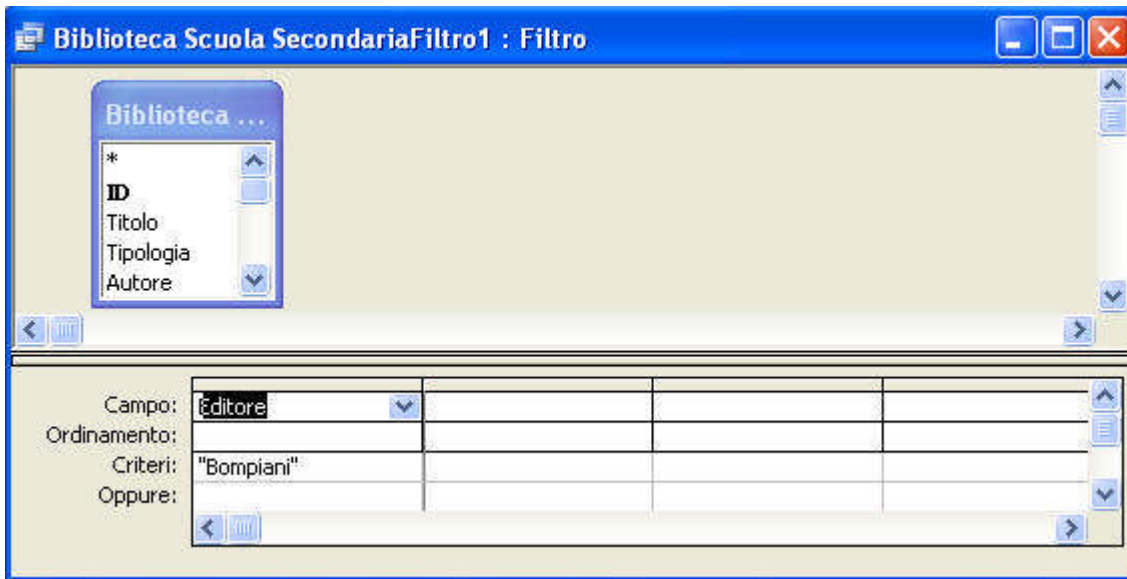 Biblioteca Scuola SecondariaFiltro1 : Filtro
Biblioteca ...
*
ID
Titolo
Tipologia
Autore
Campo: Editore
Ordinamento:
Criteri: "Bompiani"
Oppure: